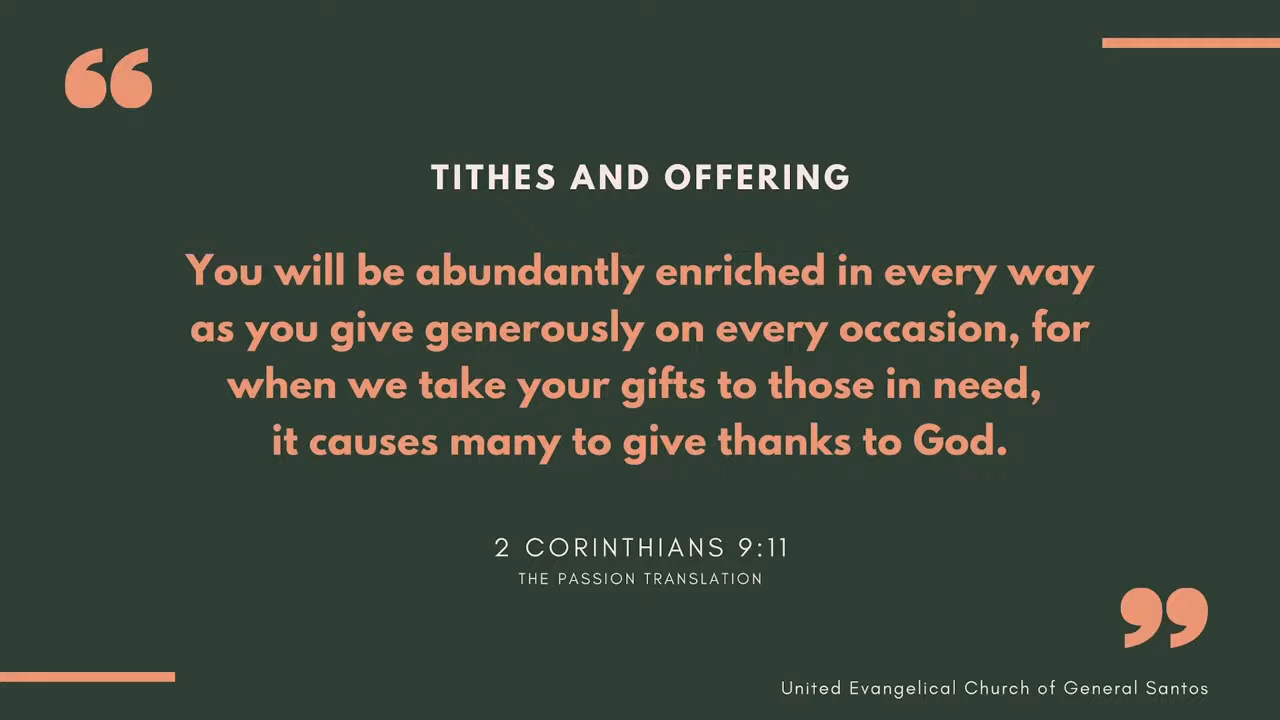 TITHES AND OFFERING
You will be abundantly enriched in every way
as you give generously on every occasion, for
when we take your gifts to those in need,
it causes many to give thanks to God.
2 CORINTHIANS 9:11
THE PASSION TRANSLATION
United Evangelical Church of General Santos